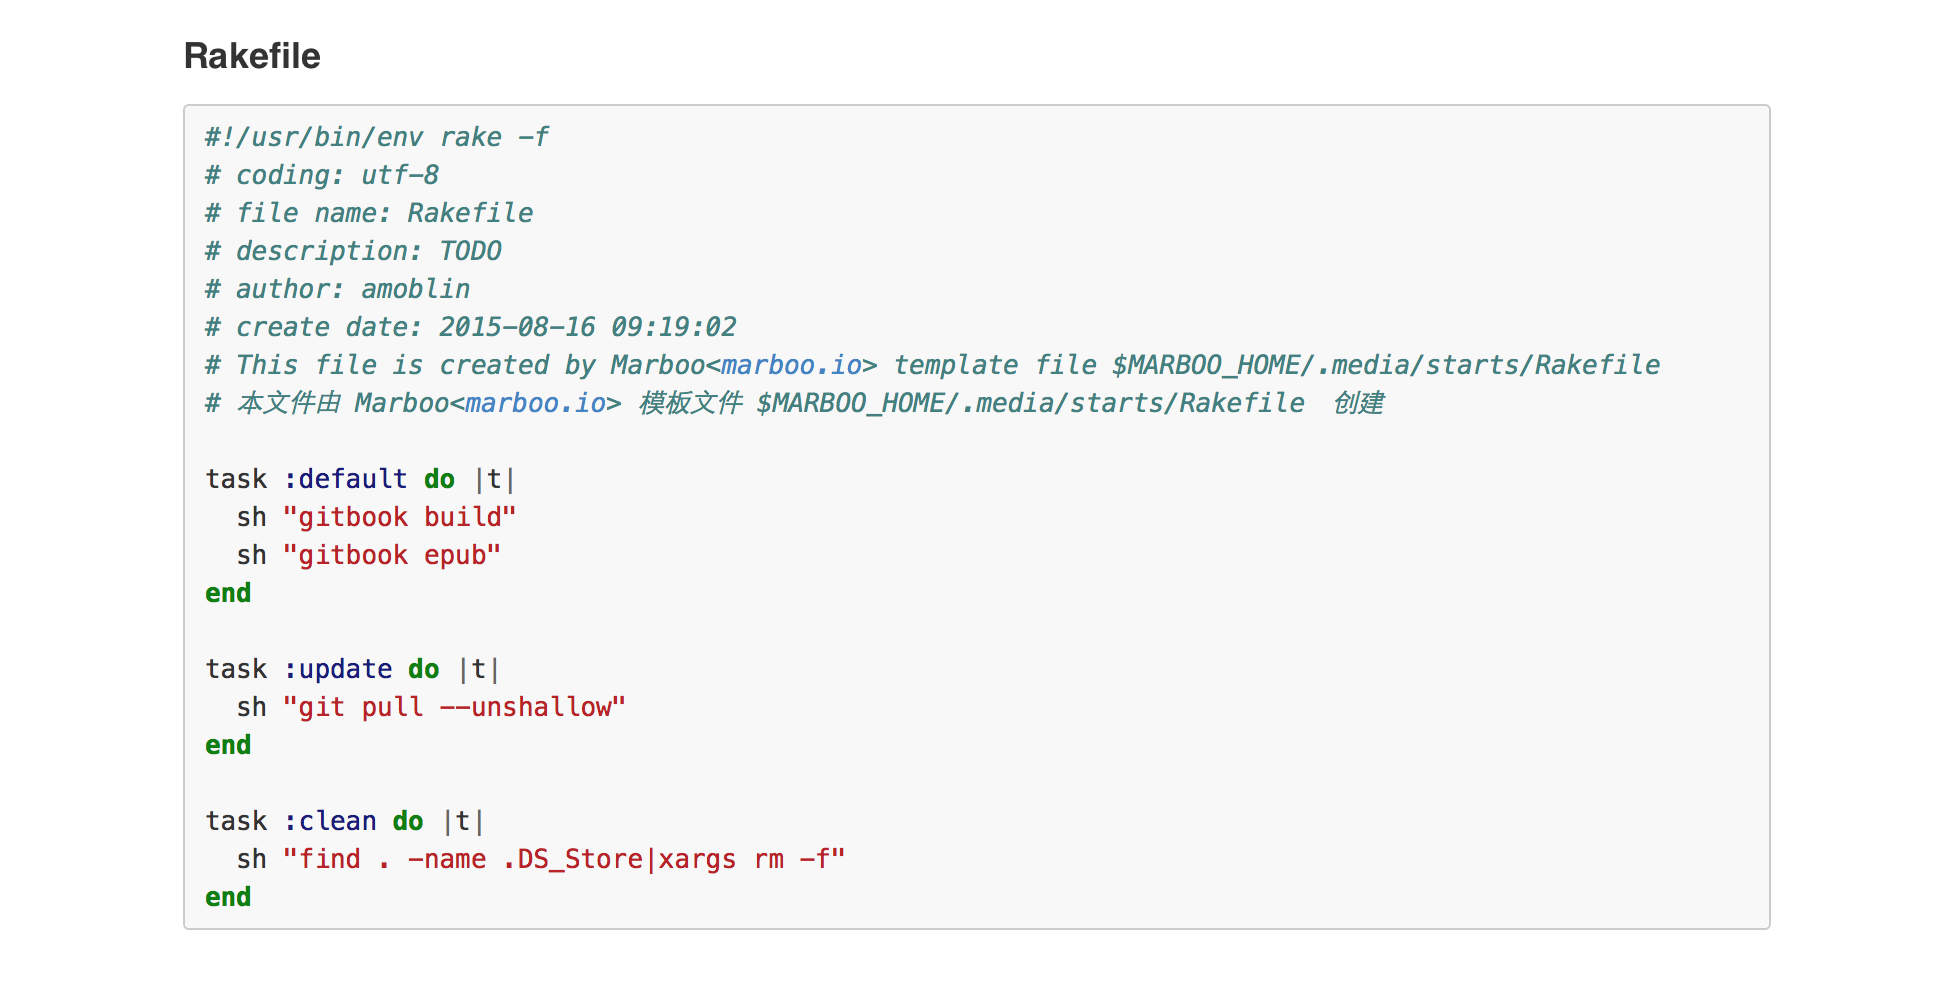 Rakefile
#!/usr/bin/env rake -f
# coding: utf-8
# file name: Rakefile
# description: TODO
# author: amoblin
# create date: 2015-08-16 09:19:02
# This file is created by Marboo<marboo.io> template file $MARBOO_HOME/.media/starts/Rakefile
# 本文件由 Marboo<marboo.io> 模板文件 $MARBOO_HOME/.media/starts/Rakefile  创建
task :default do |t|
  sh "gitbook build"
  sh "gitbook epub"
end
task :update do |t|
  sh "git pull --unshallow"
end
task :clean do |t|
  sh "find . -name .DS_Store|xargs rm -f"
end